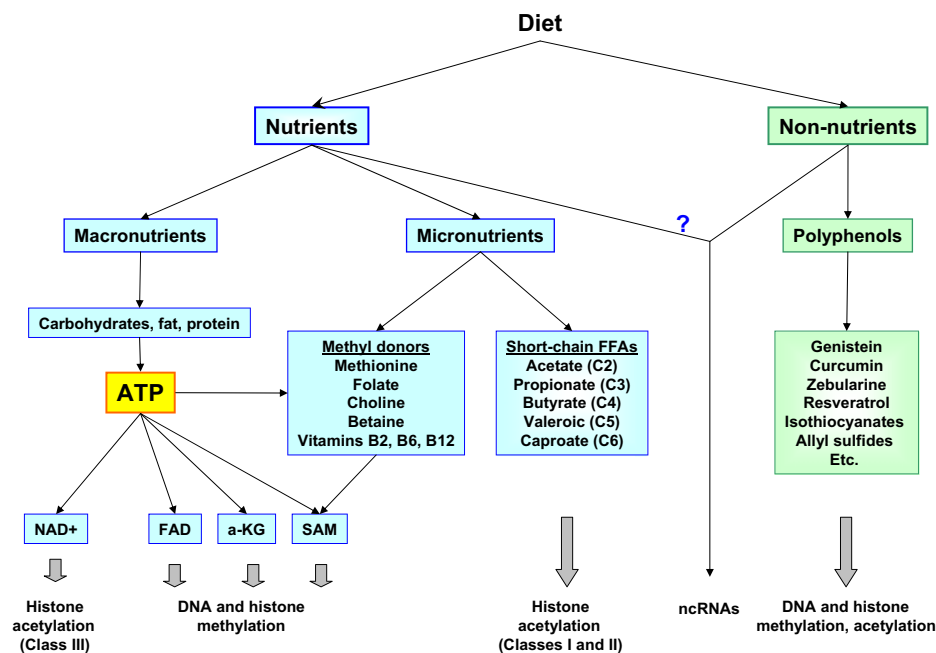 Diet
Nutrients
Non-nutrients
?
Macronutrients
Micronutrients
Polyphenols
Carbohydrates, fat, protein
ATP
Methyl donors
Methionine
Folate
Choline
Betaine
Vitamins B2, B6, B12
Short-chain FFAs
Acetate (C2)
Propionate (C3)
Butyrate (C4)
Valeroic (C5)
Caproate (C6)
Genistein
Curcumin
Zebularine
Resveratrol
Isothiocyanates
Allyl sulfides
Etc.
NAD+
FAD
a-KG
SAM
Histone
acetylation
(Class III)
DNA and histone
methylation
Histone
acetylation
(Classes I and II)
ncRNAs
DNA and histone
methylation, acetylation